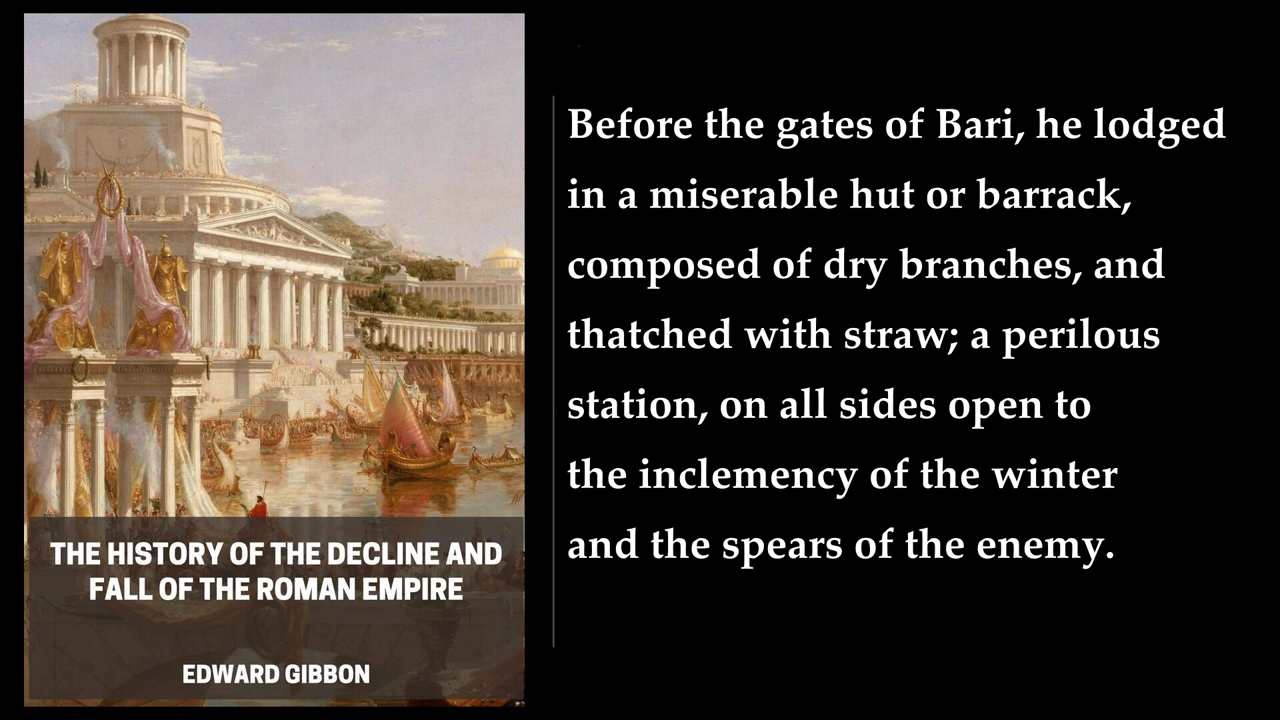 THE HISTORY OF THE DECLINE AND
FALL OF THE ROMAN EMPIRE
EDWARD GIBBON
Before the gates of Bari, he lodged
in a miserable hut or barrack,
composed of dry branches, and
thatched with straw; a perilous
station, on all sides open to
the inclemency of the winter
and the spears of the enemy.